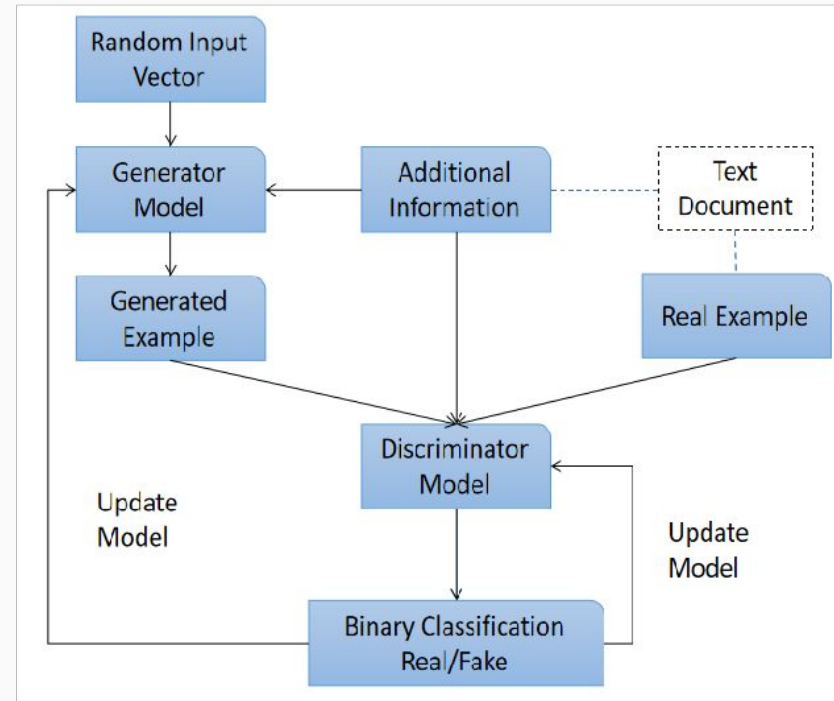 Random Input
Vector
Generator
Model
Additional
Information
Text
Document
Generated
Example
Real Example
Discriminator
Model
Update
Model
Update
Model
Binary Classification
Real/Fake